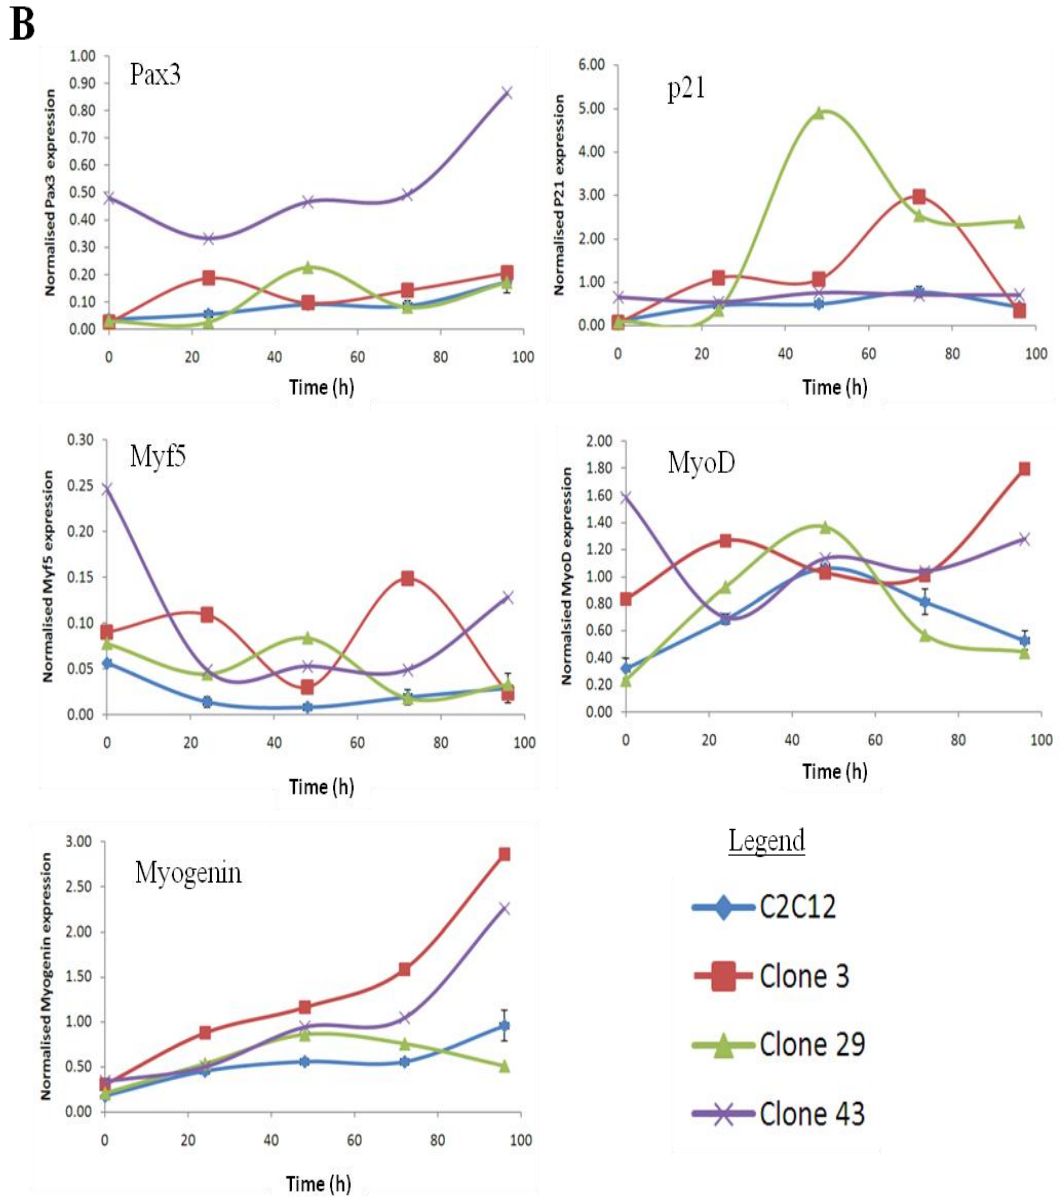 B
Pax3
Normalised Pax3 expression
1.00
0.90
0.80
0.70
0.60
0.50
0.40
0.30
0.20
0.10
0.00
0 20 40 60 80 100
Time (h)
p21
Normalised P21 expression
6.00
5.00
4.00
3.00
2.00
1.00
0.00
0 20 40 60 80 100
Time (h)
Myf5
Normalised Myf5 expression
0.30
0.25
0.20
0.15
0.10
0.05
0.00
0 20 40 60 80 100
Time (h)
MyoD
Normalsied MyoD expression
2.00
1.80
1.60
1.40
1.20
1.00
0.80
0.60
0.40
0.20
0.00
0 20 40 60 80 100
Time (h)
Myogenin
Normalised Myogenin expression
3.00
2.50
2.00
1.50
1.00
0.50
0.00
0 20 40 60 80 100
Time (h)
Legend
C2C12
Clone 3
Clone 29
Clone 43